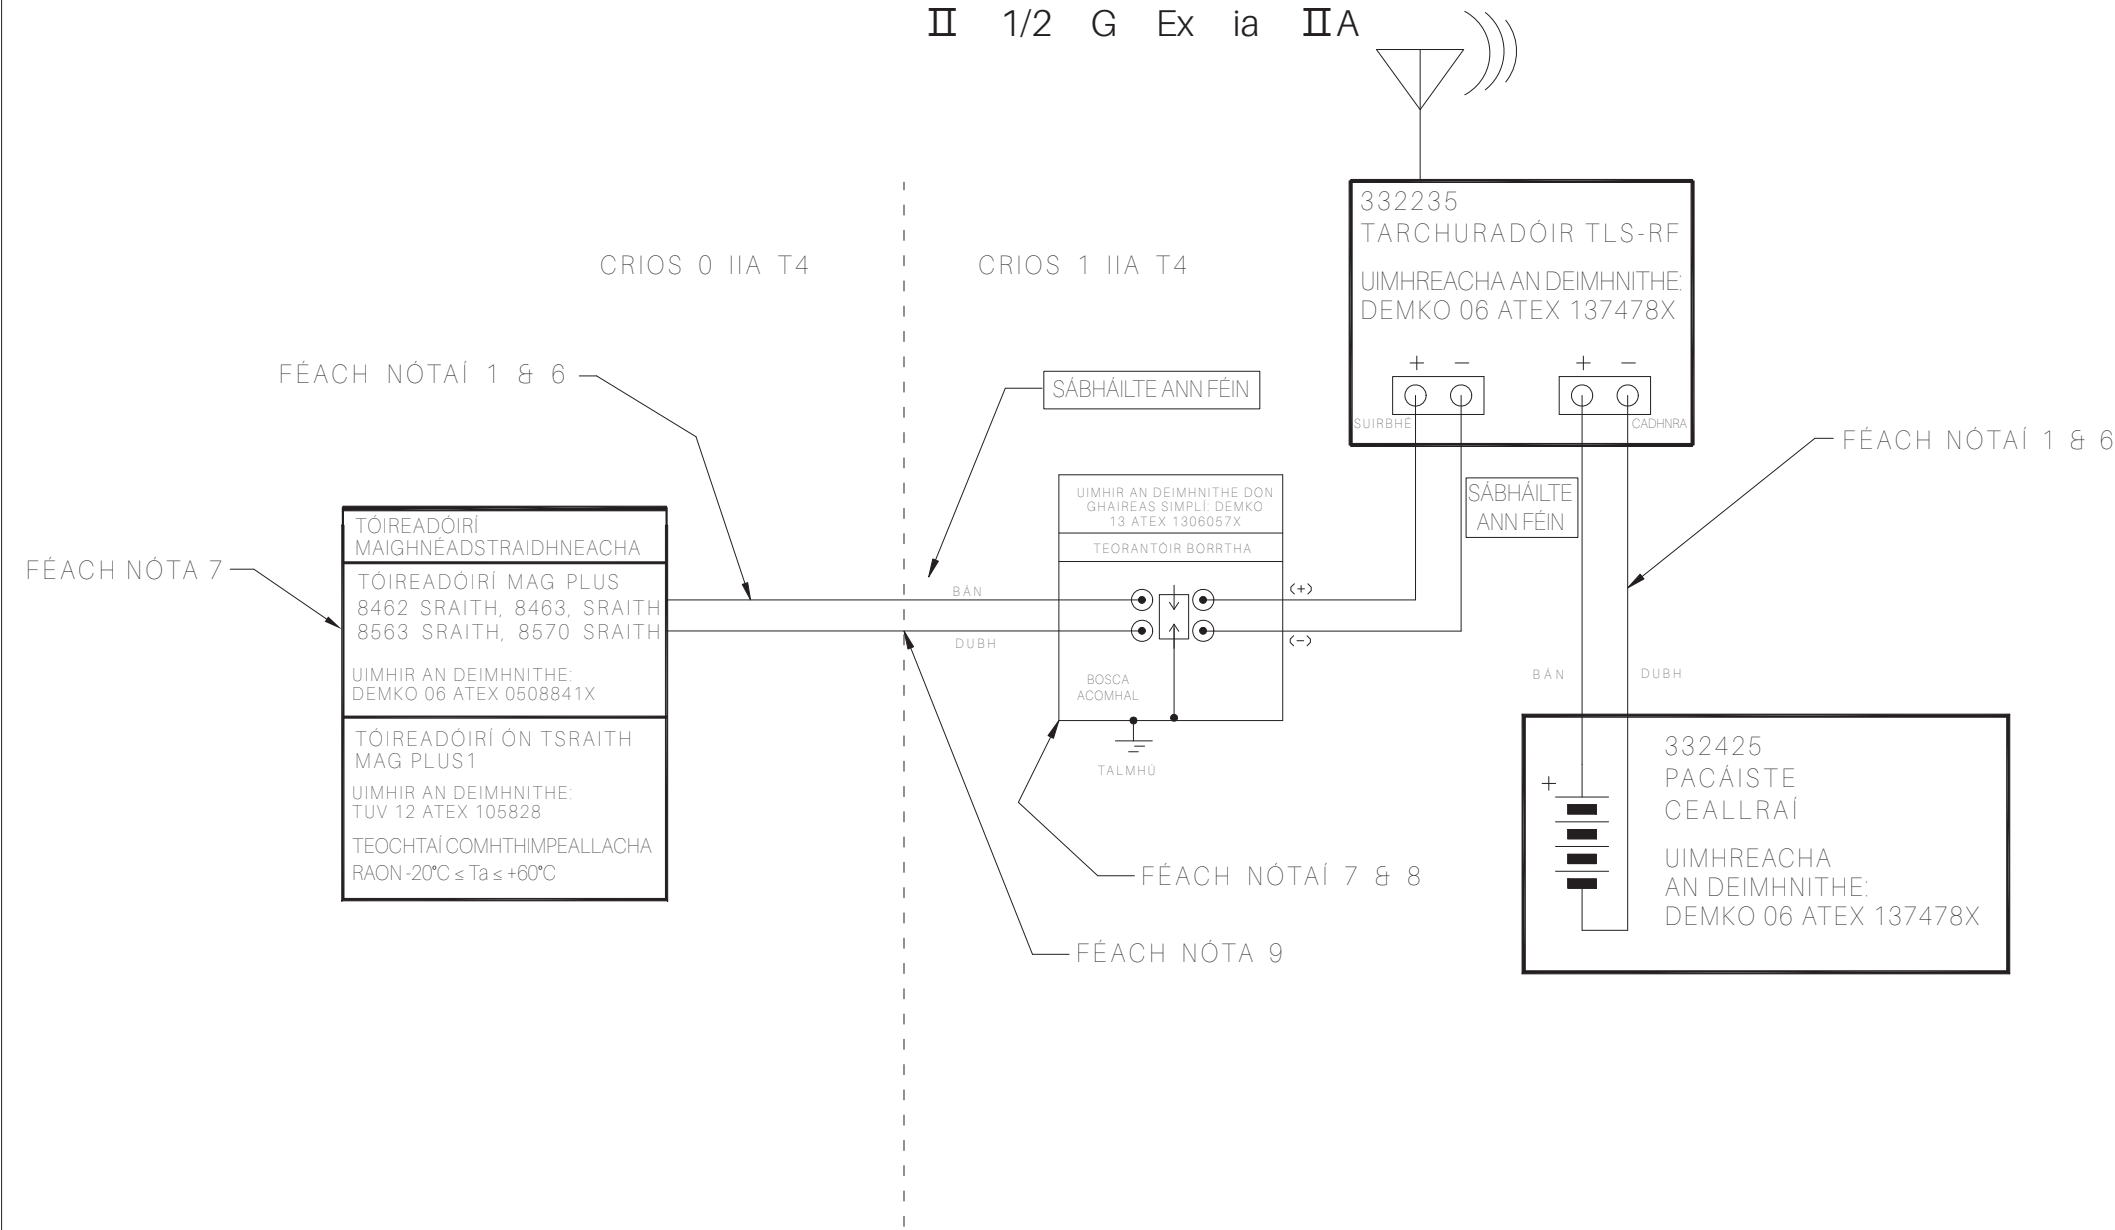 II 1/2 G Ex ia IIA
332235
TARCHURADÓIR TLS-RF
UIMHREACHA AN DEIMHNITHE:
DEMKO 06 ATEX 137478X
+ − + −
SUIRBHÉ
CADHNRA
CRIOS 0 IIA T4
CRIOS 1 IIA T4
FÉACH NÓTAÍ 1 & 6
SÁBHÁILTE ANN FÉIN
FÉACH NÓTAÍ 1 & 6
SÁBHÁILTE
ANN FÉIN
UIMHIR AN DEIMHNITHE DON
GHAIREAS SIMPLÍ: DEMKO
13 ATEX 1306057X
TEORANTÓIR BORRTHA
BÁN
DUBH
(+)
(-)
BOSCA
ACOMHAL
TALMHÚ
FÉACH NÓTA 7
TÓIREADÓIRÍ
MAIGHNÉADSTRAIDHNEACHA
TÓIREADÓIRÍ MAG PLUS
8462 SRAITH, 8463, SRAITH
8563 SRAITH, 8570 SRAITH
UIMHIR AN DEIMHNITHE:
DEMKO 06 ATEX 0508841X
TÓIREADÓIRÍ ÓN TSRAITH
MAG PLUS1
UIMHIR AN DEIMHNITHE:
TUV 12 ATEX 105828
TEOCHTAÍ COMHTHIMPEALLACHA
RAON -20°C ≤ Ta ≤ +60°C
BÁN
DUBH
+
332425
PACÁISTE
CEALLRAÍ
UIMHREACHA
AN DEIMHNITHE:
DEMKO 06 ATEX 137478X
FÉACH NÓTAÍ 7 & 8
FÉACH NÓTA 9